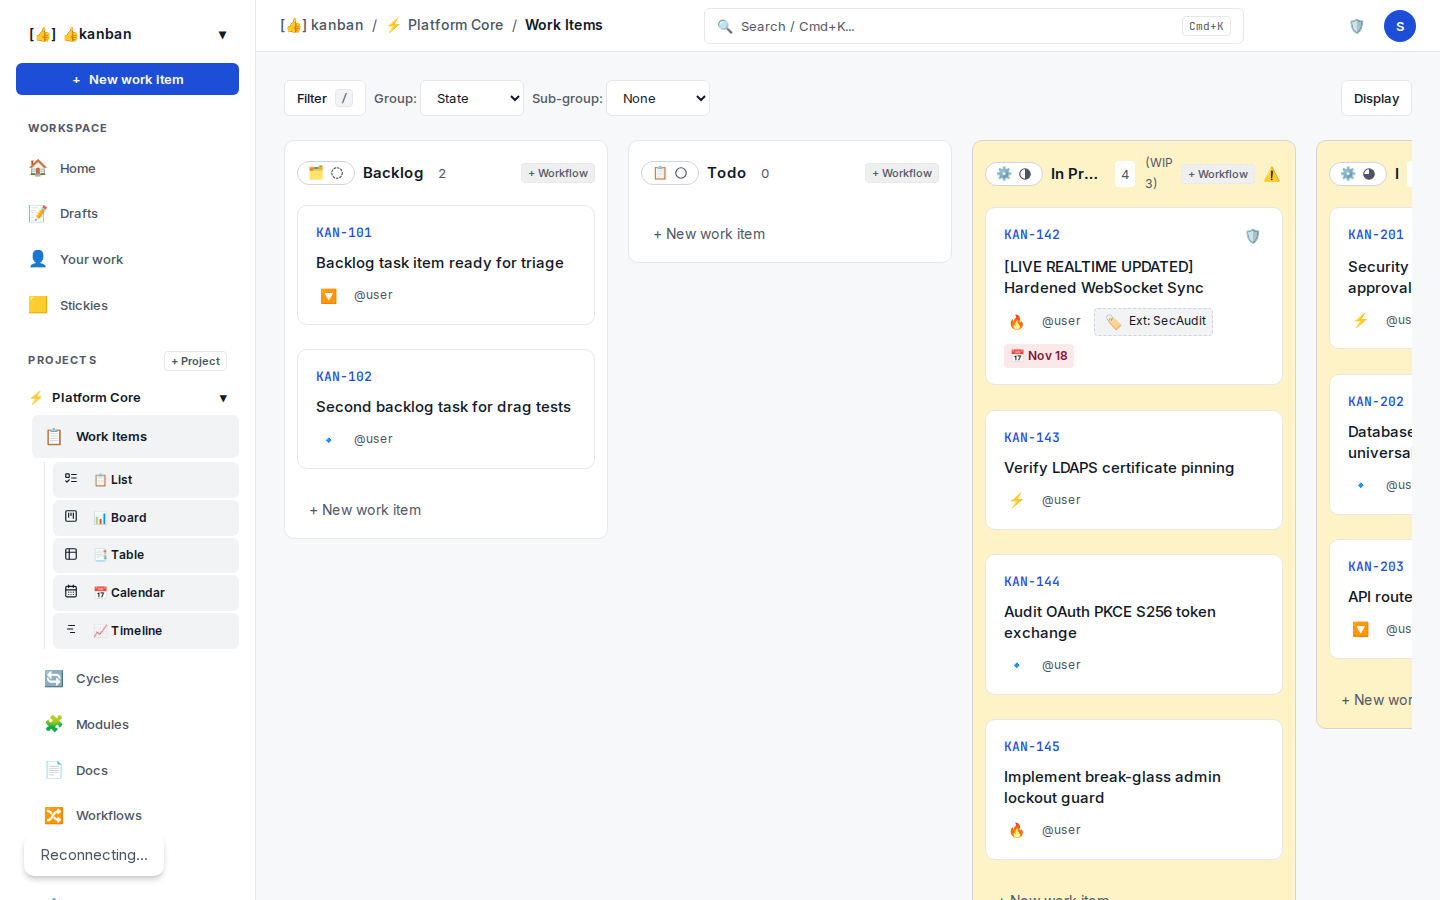 [👍] 👍kanban ▾
+ New work item
WORKSPACE
Home
Drafts
Your work
Stickies
PROJECTS
+ Project
Platform Core ▾
Work Items
List
Board
Table
Calendar
Timeline
Cycles
Modules
Docs
Workflows
Reconnecting...
[👍] kanban / ⚡ Platform Core / Work Items
Search / Cmd+K...
Cmd+K
S
Filter /
Group: State
Sub-group: None
Display
Backlog 2
+ Workflow
KAN-101
Backlog task item ready for triage
@user
KAN-102
Second backlog task for drag tests
@user
+ New work item
Todo 0
+ Workflow
+ New work item
In Pr... 4
(WIP
3)
+ Workflow
KAN-142
[LIVE REALTIME UPDATED]
Hardened WebSocket Sync
@user
Ext: SecAudit
Nov 18
KAN-143
Verify LDAPS certificate pinning
@user
KAN-144
Audit OAuth PKCE S256 token
exchange
@user
KAN-145
Implement break-glass admin
lockout guard
@user
+ New work item
I
KAN-201
Security
approval
@us
KAN-202
Database
universa
@us
KAN-203
API route
@us
+ New wor